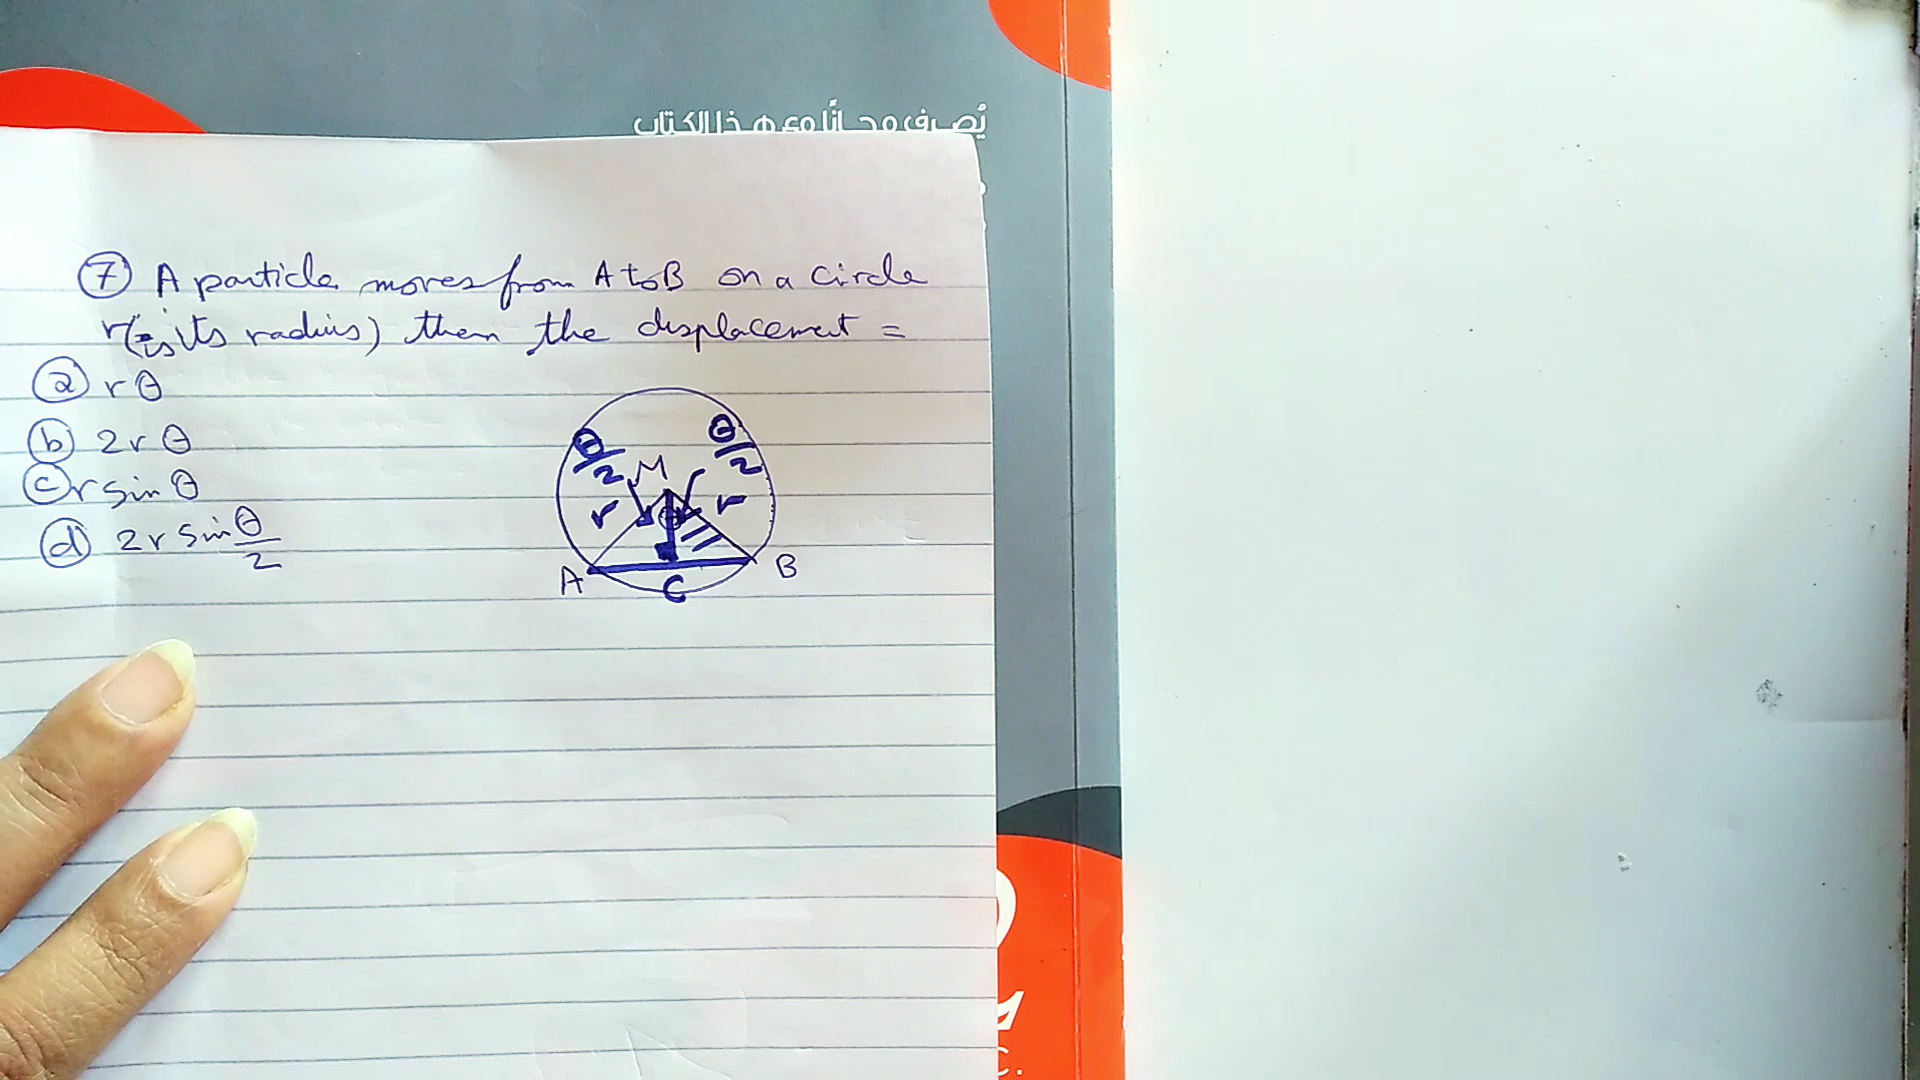 يُصرف مجانًا مع هذا الكتاب
7 A particle moves from A to B on a circle
r(is its radius) then the displacement =
a rθ
b 2rθ
c r sin θ
d 2r sin θ/2
θ/2 θ/2
M
r θ r
A C B
C.